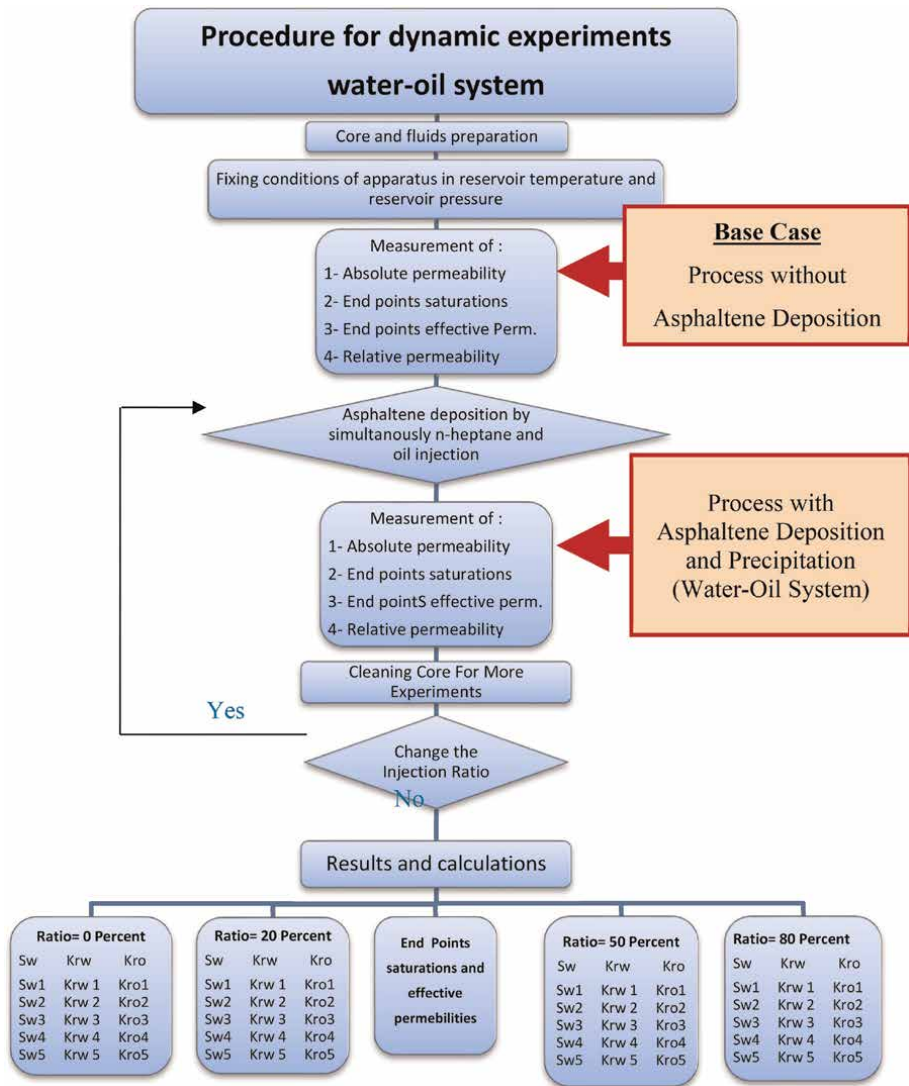 Procedure for dynamic experiments
water-oil system
Core and fluids preparation
Fixing conditions of apparatus in reservoir temperature and
reservoir pressure
Measurement of :
1- Absolute permeability
2- End points saturations
3- End points effective Perm.
4- Relative permeability
Base Case
Process without
Asphaltene Deposition
Asphaltene deposition by
simultanously n-heptane and
oil injection
Measurement of :
1- Absolute permeability
2- End points saturations
3- End pointS effective perm.
4- Relative permeability
Process with
Asphaltene Deposition
and Precipitation
(Water-Oil System)
Cleaning Core For More
Experiments
Yes
Change the
Injection Ratio
No
Results and calculations
Ratio= 0 Percent
Sw Krw Kro
Sw1 Krw 1 Kro1
Sw2 Krw 2 Kro2
Sw3 Krw 3 Kro3
Sw4 Krw 4 Kro4
Sw5 Krw 5 Kro5
Ratio= 20 Percent
Sw Krw Kro
Sw1 Krw 1 Kro1
Sw2 Krw 2 Kro2
Sw3 Krw 3 Kro3
Sw4 Krw 4 Kro4
Sw5 Krw 5 Kro5
End Points
saturations and
effective
permebilities
Ratio= 50 Percent
Sw Krw Kro
Sw1 Krw 1 Kro1
Sw2 Krw 2 Kro2
Sw3 Krw 3 Kro3
Sw4 Krw 4 Kro4
Sw5 Krw 5 Kro5
Ratio= 80 Percent
Sw Krw Kro
Sw1 Krw 1 Kro1
Sw2 Krw 2 Kro2
Sw3 Krw 3 Kro3
Sw4 Krw 4 Kro4
Sw5 Krw 5 Kro5